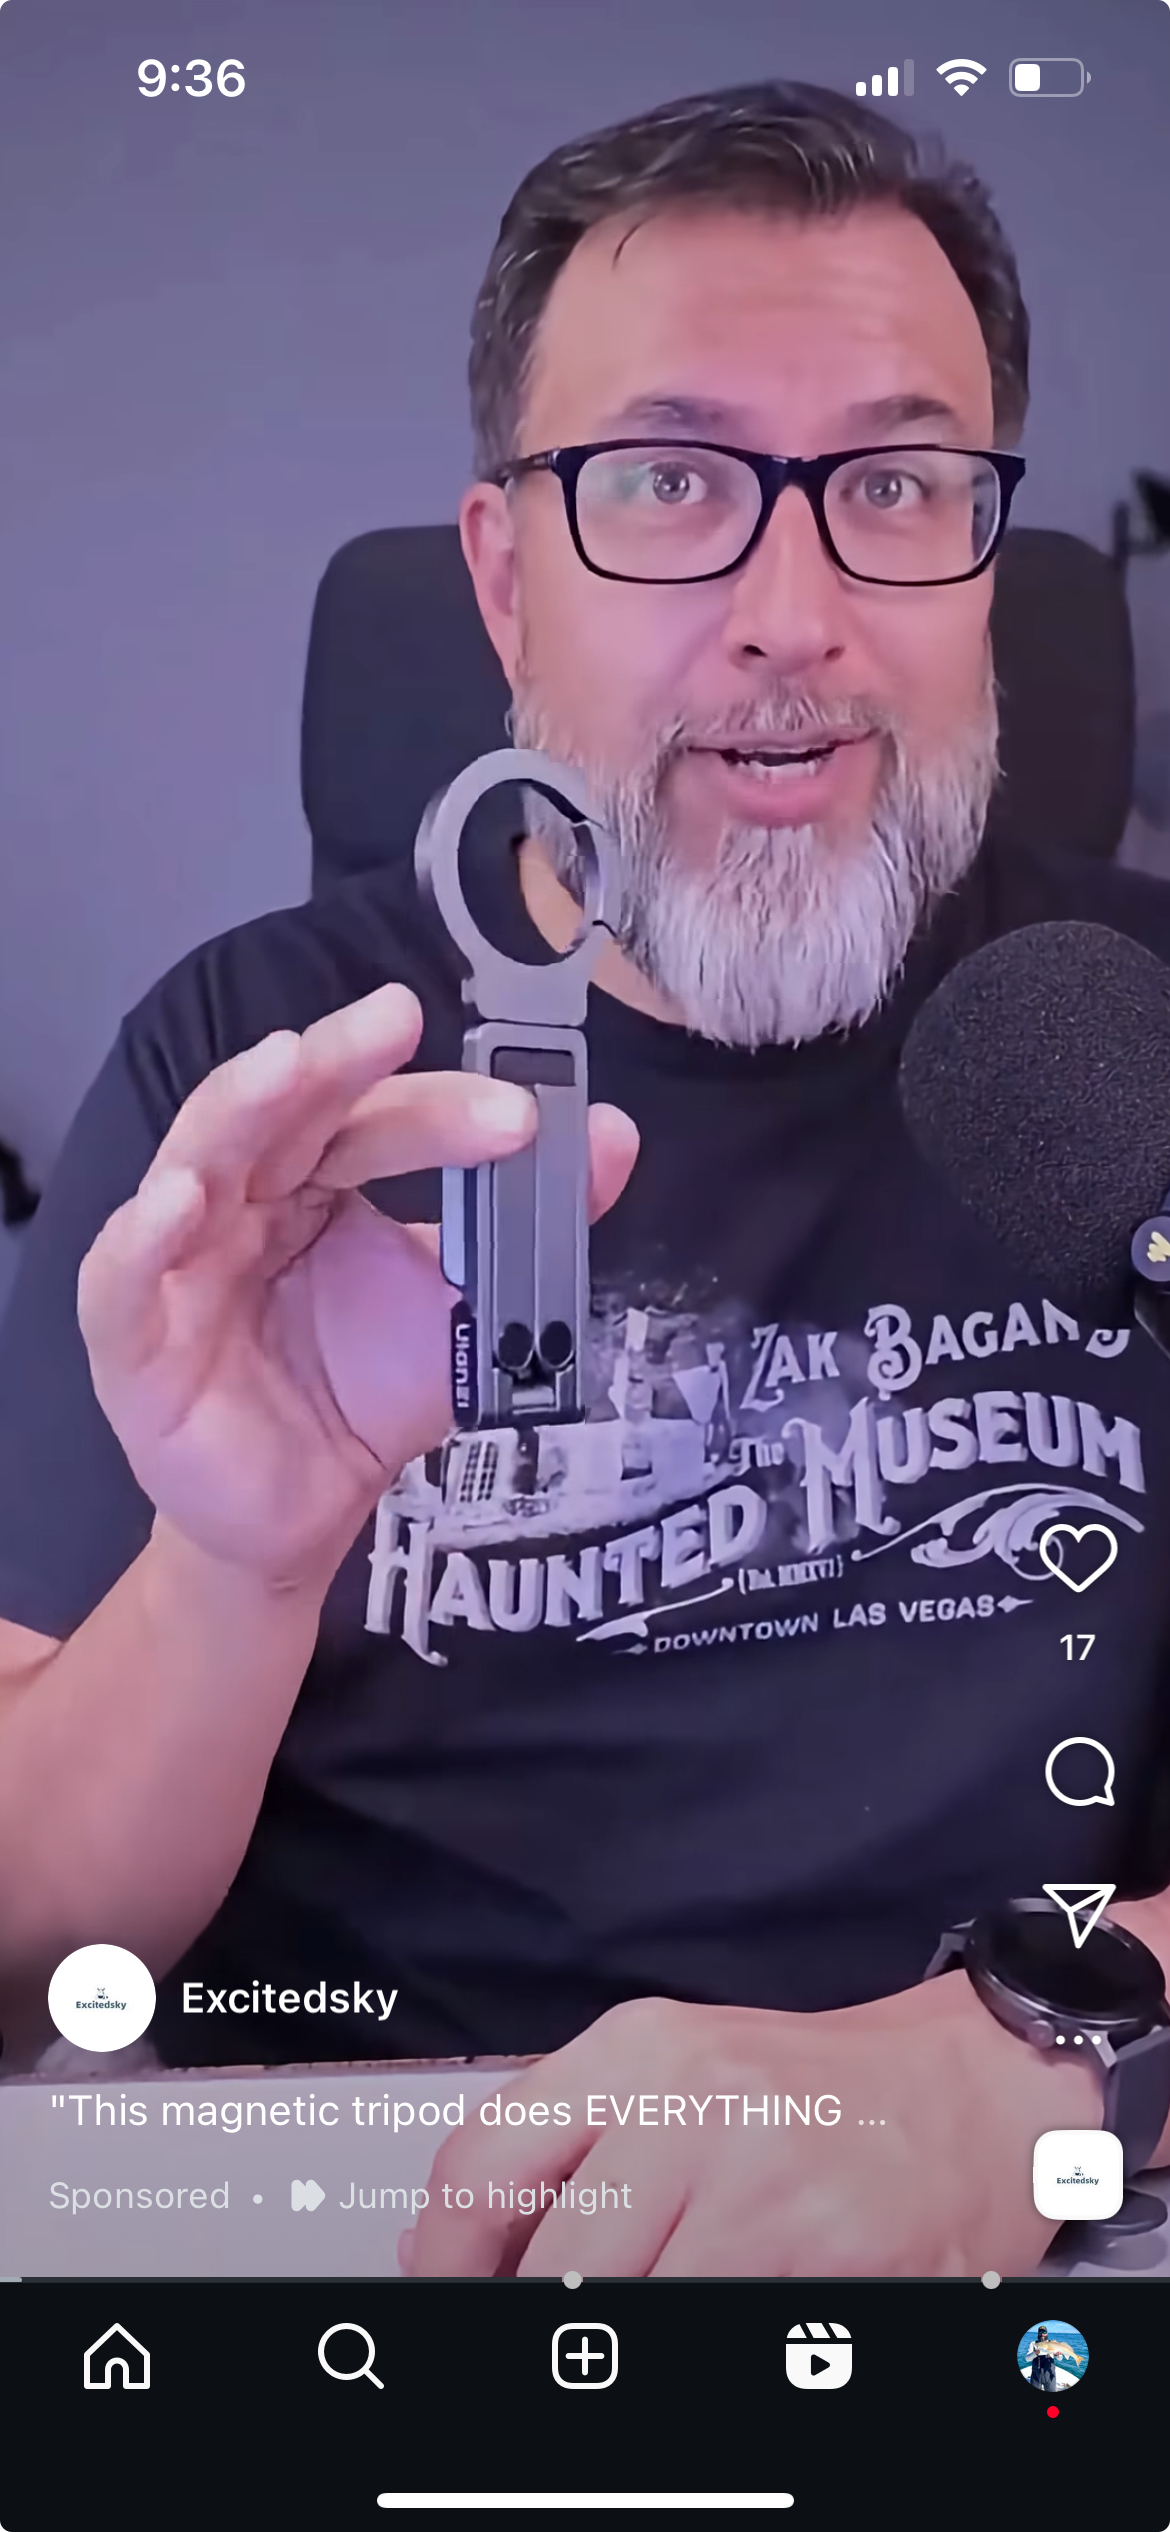 9:36
Ulanzi
ZAK BAGANS
The MUSEUM
HAUNTED
DOWNTOWN LAS VEGAS
17
Excitedsky
Excitedsky
"This magnetic tripod does EVERYTHING ...
Excitedsky
Sponsored • Jump to highlight